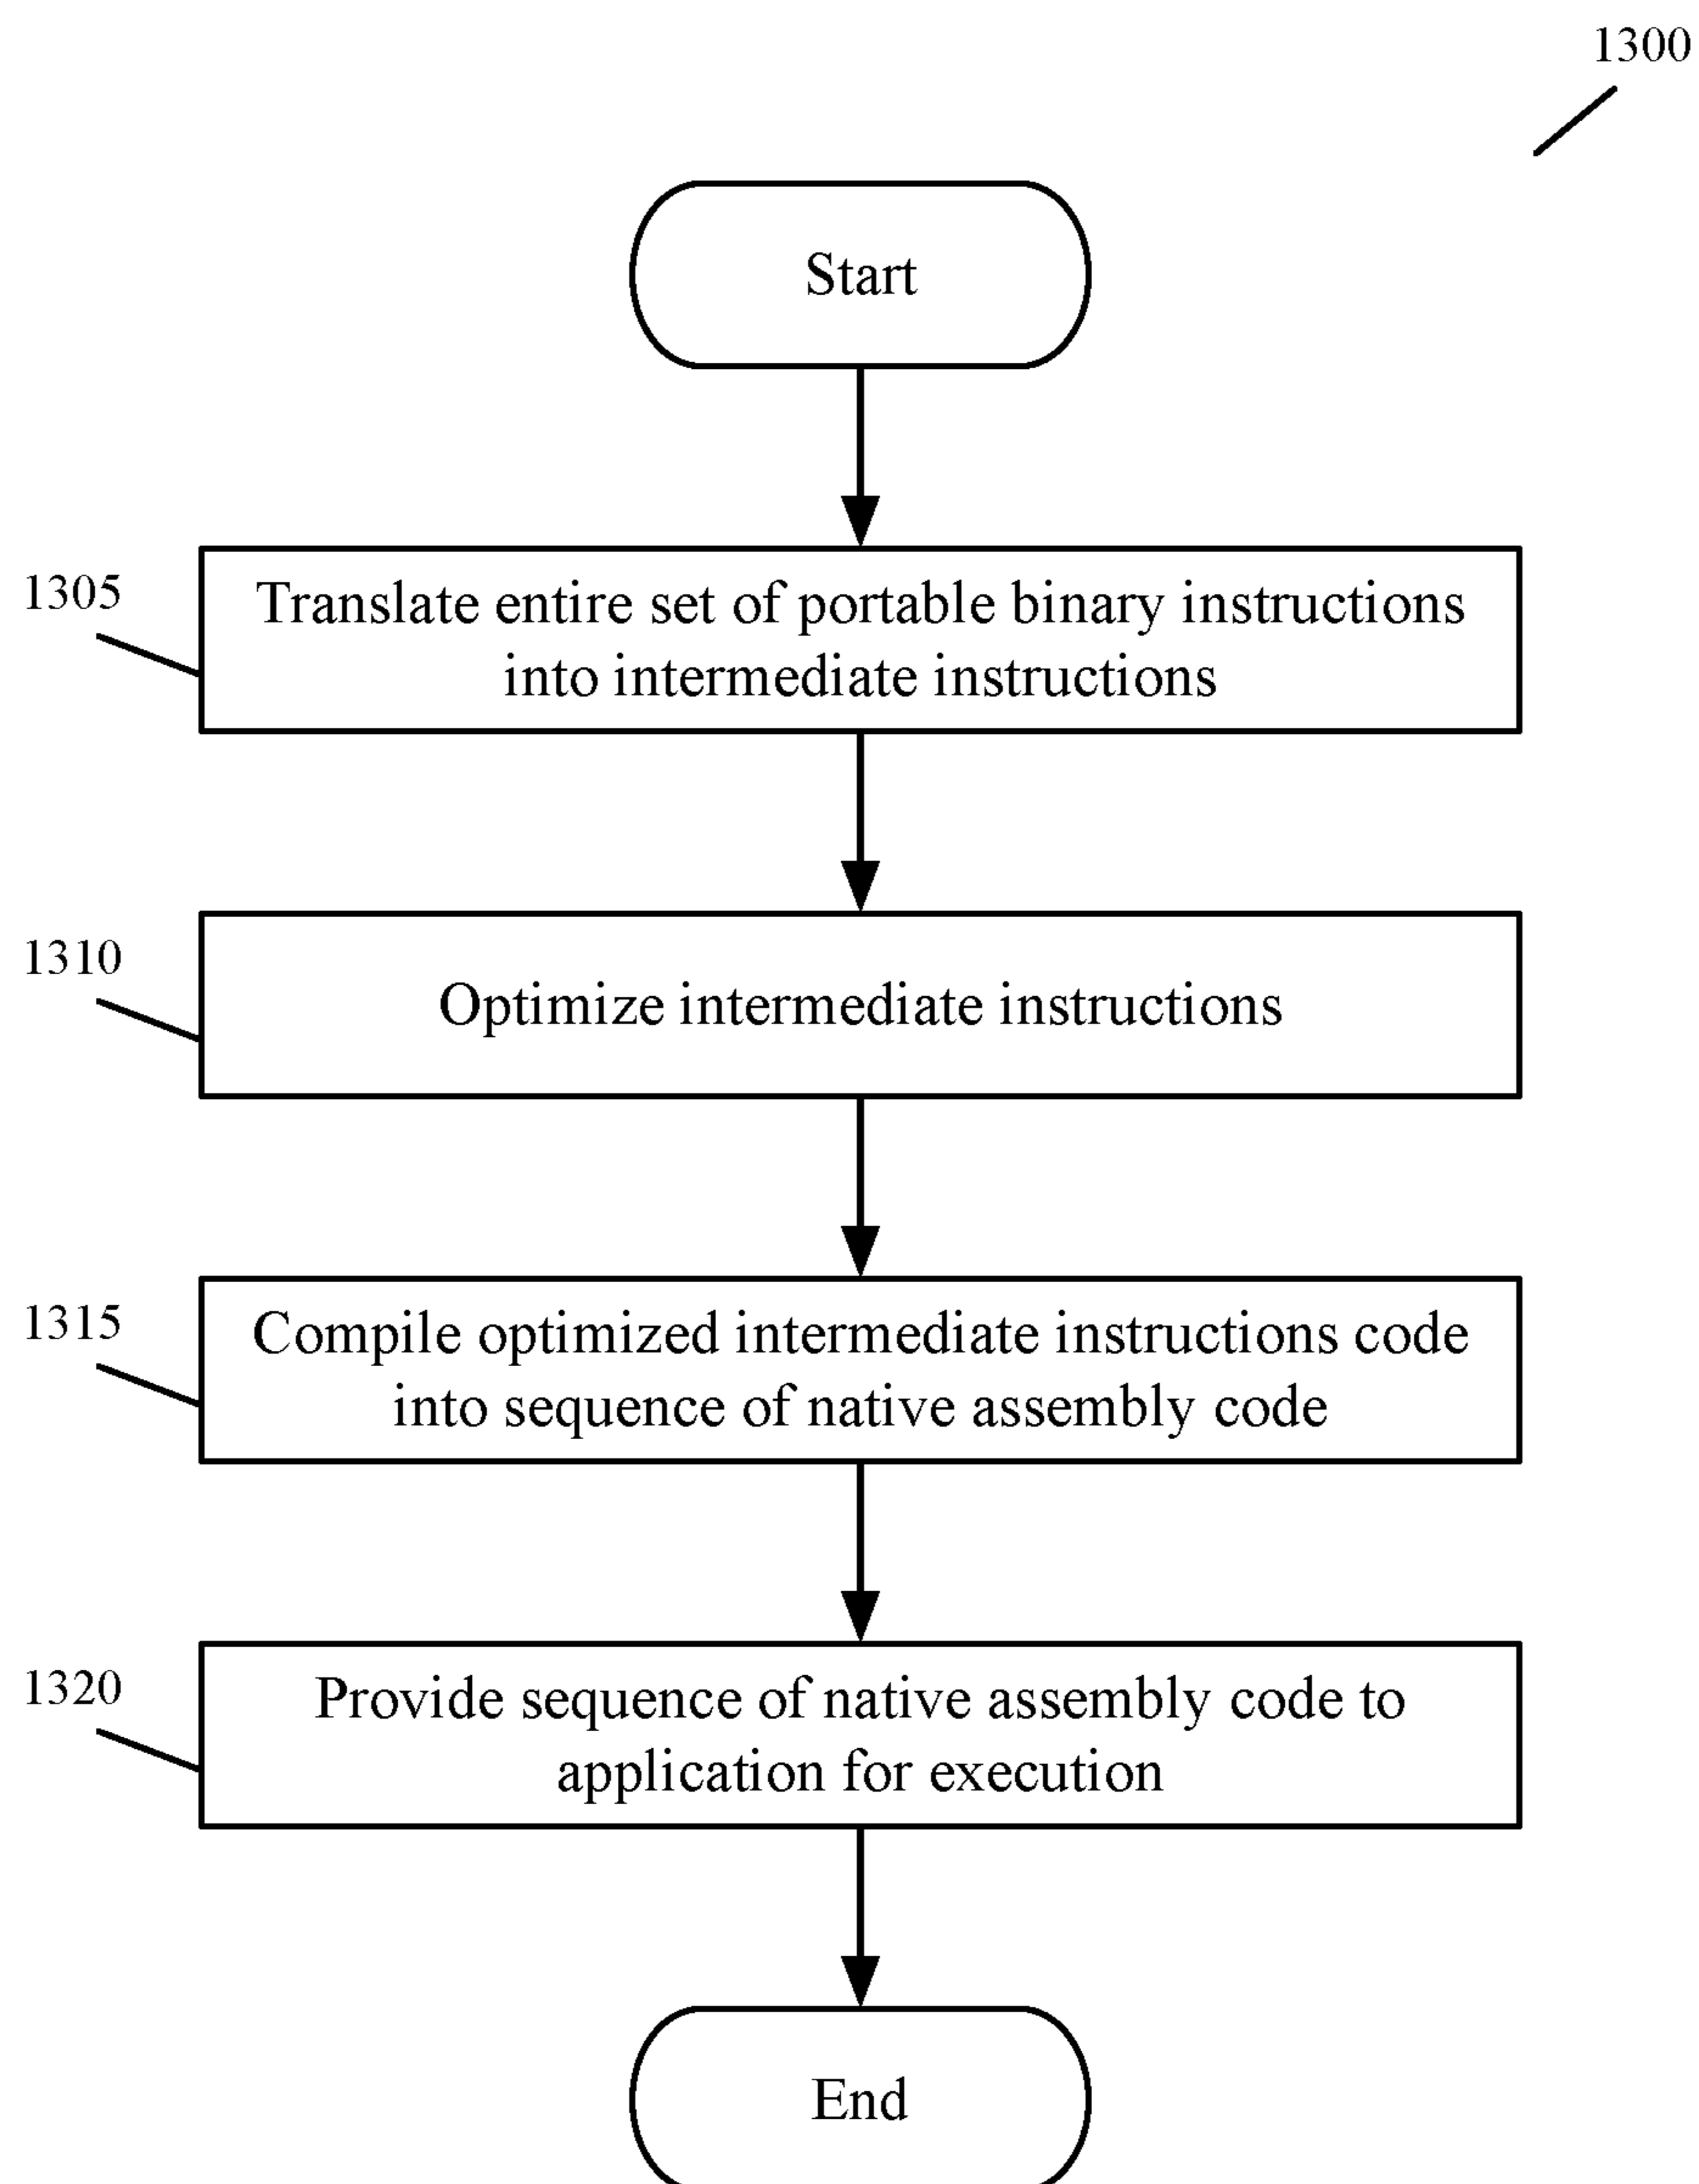 1300
Start
1305
Translate entire set of portable binary instructions
into intermediate instructions
1310
Optimize intermediate instructions
1315
Compile optimized intermediate instructions code
into sequence of native assembly code
1320
Provide sequence of native assembly code to
application for execution
End